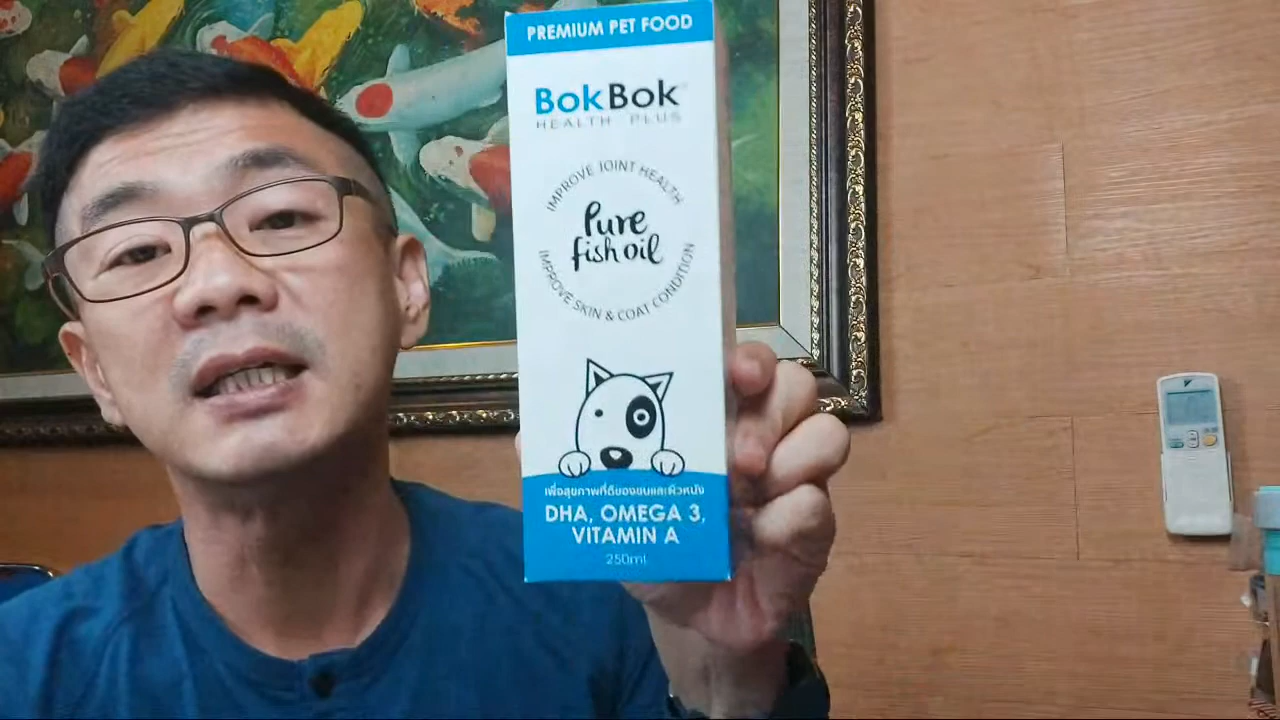 PREMIUM PET FOOD
BokBok
HEALTH PLUS
IMPROVE JOINT HEALTH
Pure
fish oil
IMPROVE SKIN & COAT CONDITION
เพื่อสุขภาพที่ดีของขนและผิวหนัง
DHA, OMEGA 3,
VITAMIN A
250ml